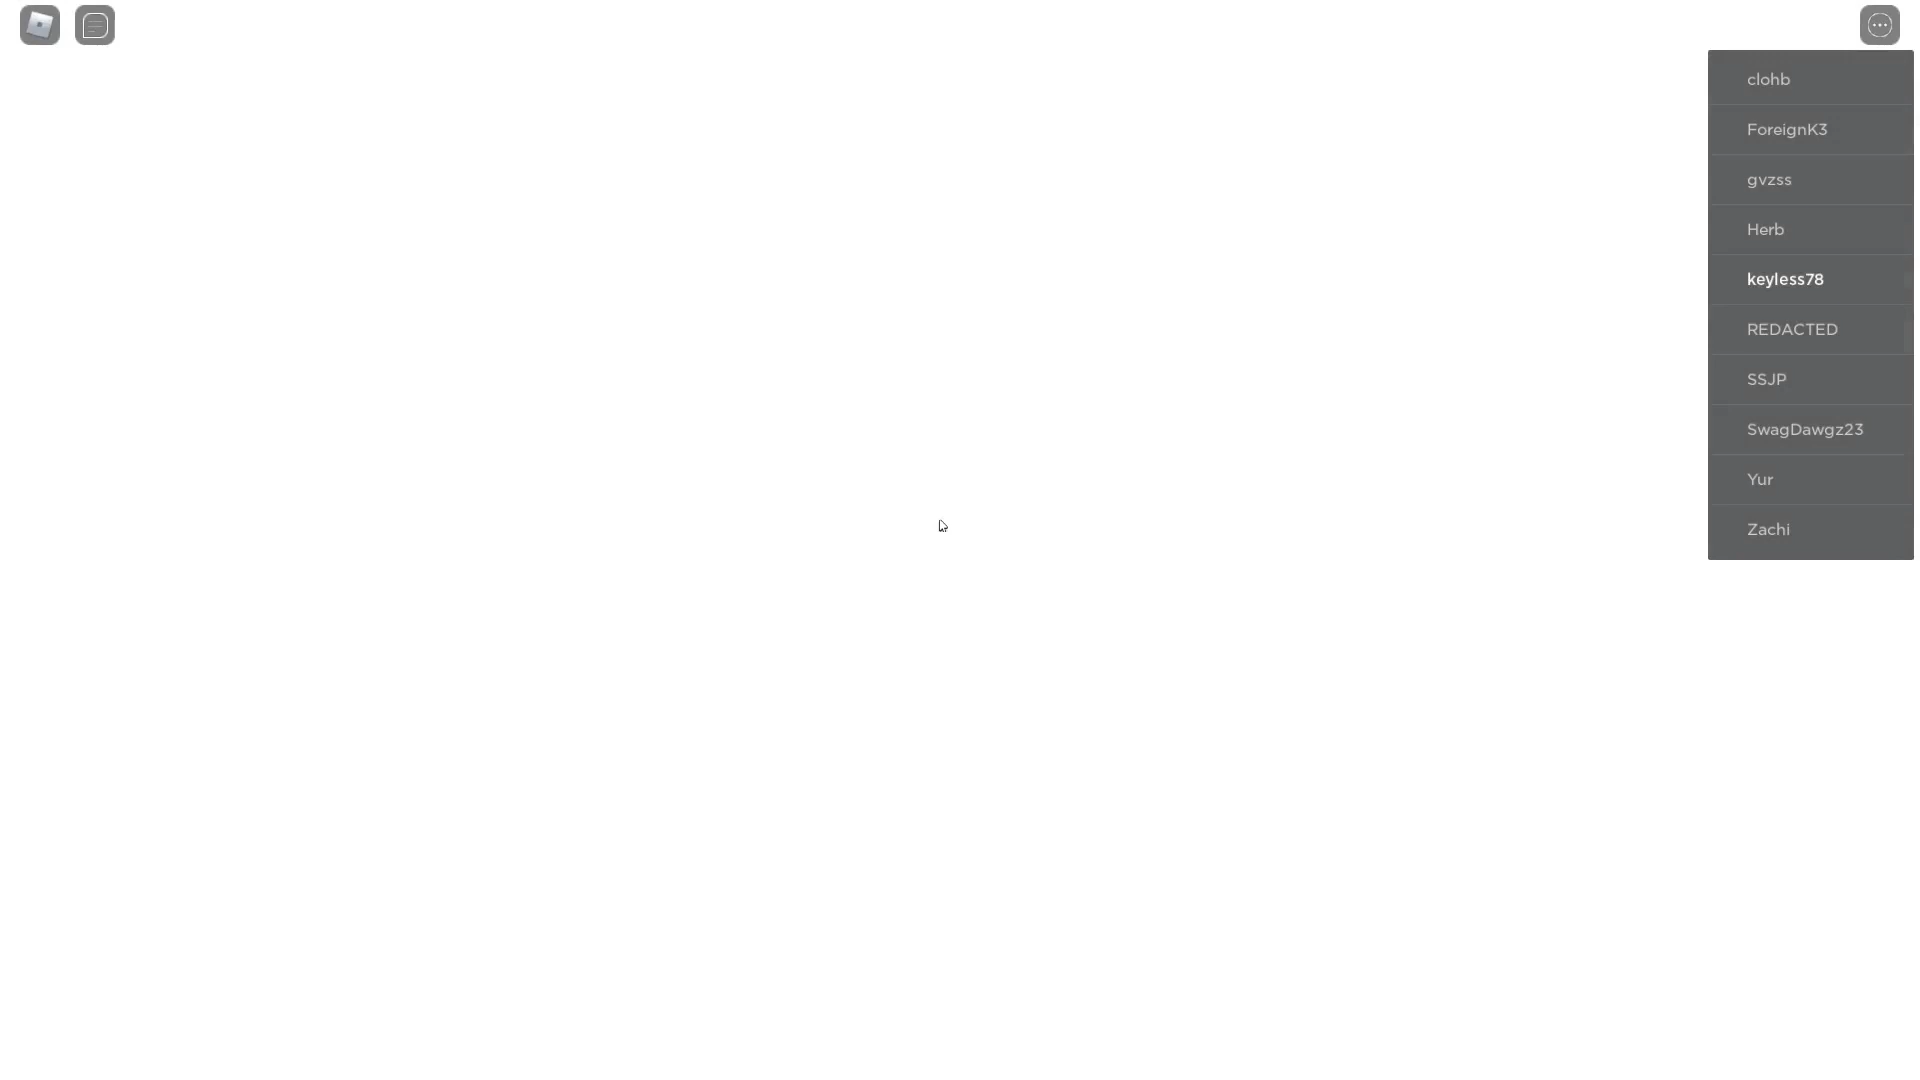 clohb
ForeignK3
gvzss
Herb
keyless78
REDACTED
SSJP
SwagDawgz23
Yur
Zachi